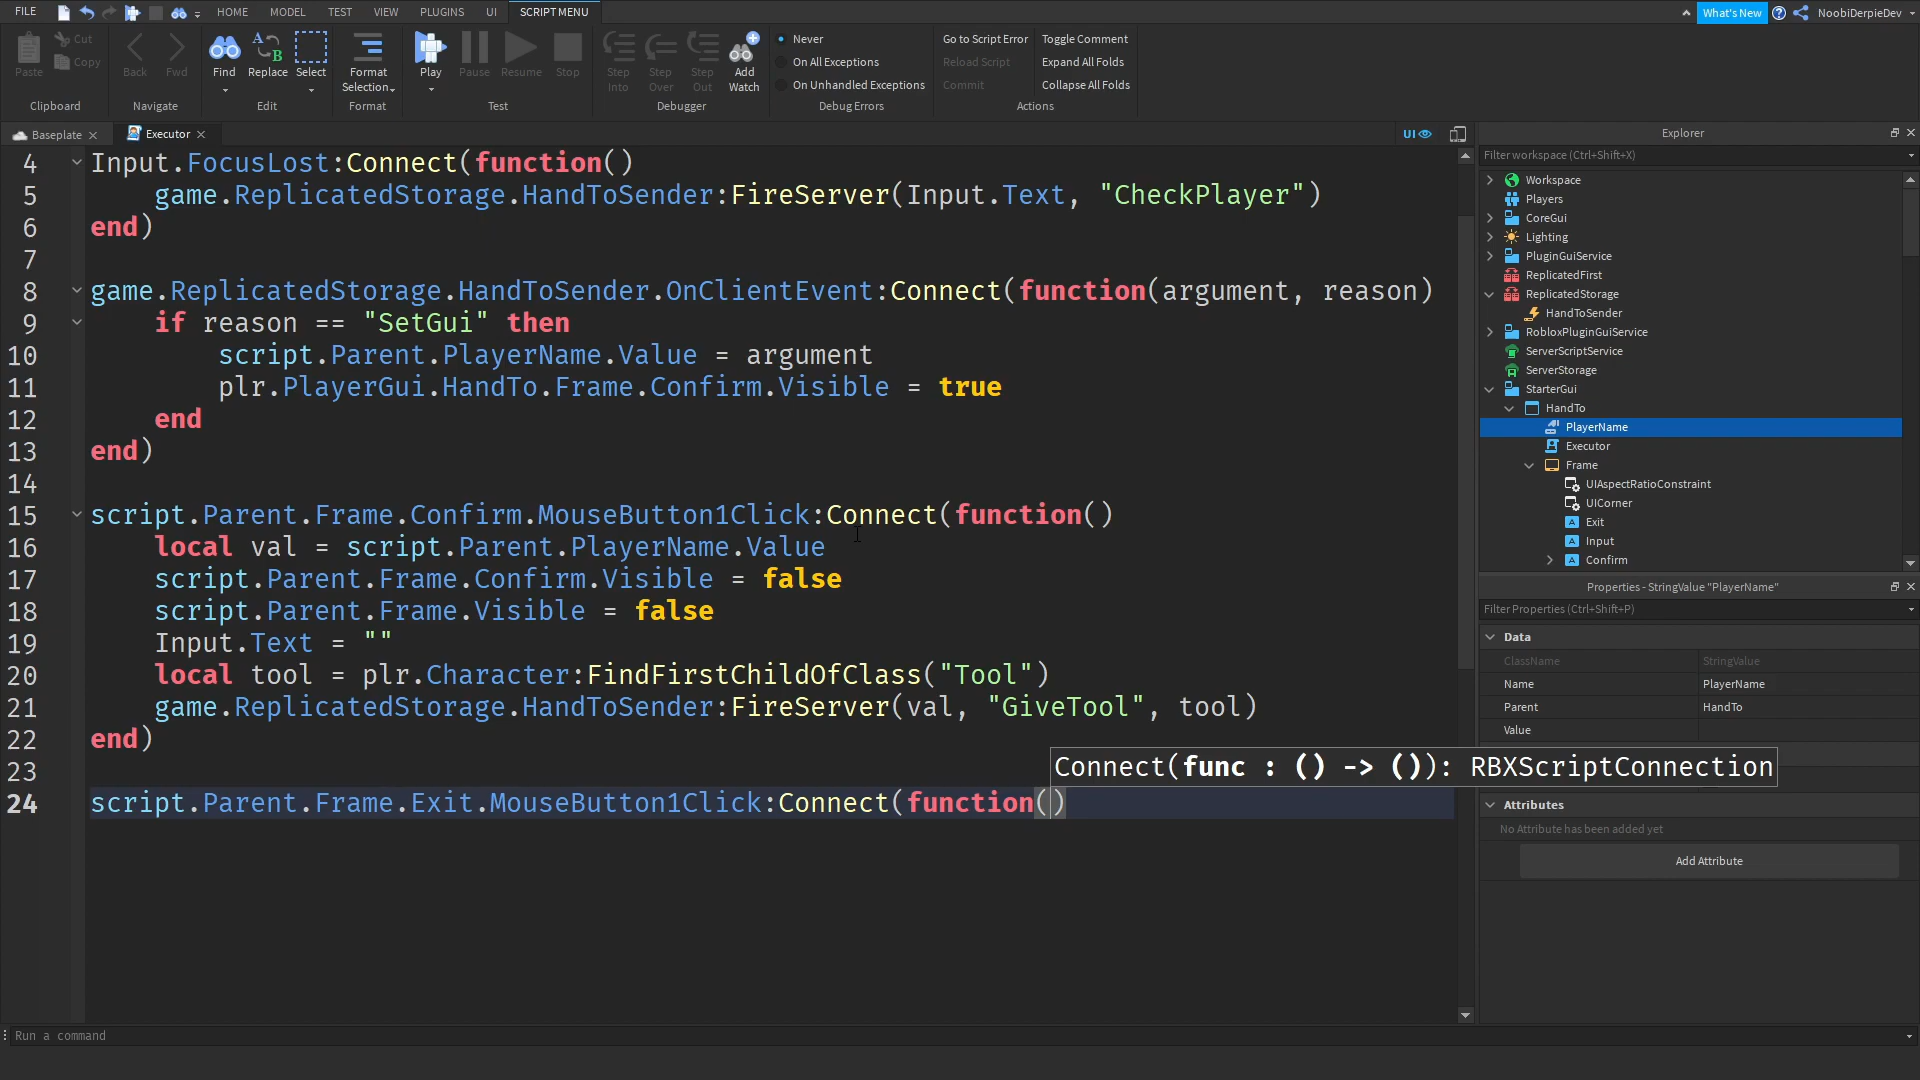 FILE HOME MODEL TEST VIEW PLUGINS UI SCRIPT MENU What's New NoobiDerpieDev
Paste Cut Copy
Clipboard
Back Fwd
Navigate
Find Replace Select
Edit
Format Selection
Format
Play Pause Resume Stop
Test
Step Into Step Over Step Out Add Watch
Debugger
Never
On All Exceptions
On Unhandled Exceptions
Debug Errors
Go to Script Error Toggle Comment
Reload Script Expand All Folds
Commit Collapse All Folds
Actions
Baseplate Executor UI
4 Input.FocusLost:Connect(function()
5 game.ReplicatedStorage.HandToSender:FireServer(Input.Text, "CheckPlayer")
6 end)
7
8 game.ReplicatedStorage.HandToSender.OnClientEvent:Connect(function(argument, reason)
9 if reason == "SetGui" then
10 script.Parent.PlayerName.Value = argument
11 plr.PlayerGui.HandTo.Frame.Confirm.Visible = true
12 end
13 end)
14
15 script.Parent.Frame.Confirm.MouseButton1Click:Connect(function()
16 local val = script.Parent.PlayerName.Value
17 script.Parent.Frame.Confirm.Visible = false
18 script.Parent.Frame.Visible = false
19 Input.Text = ""
20 local tool = plr.Character:FindFirstChildOfClass("Tool")
21 game.ReplicatedStorage.HandToSender:FireServer(val, "GiveTool", tool)
22 end)
23
Connect(func : () -> ()): RBXScriptConnection
24 script.Parent.Frame.Exit.MouseButton1Click:Connect(function()
Explorer
Filter workspace (Ctrl+Shift+X)
Workspace
Players
CoreGui
Lighting
PluginGuiService
ReplicatedFirst
ReplicatedStorage
HandToSender
RobloxPluginGuiService
ServerScriptService
ServerStorage
StarterGui
HandTo
PlayerName
Executor
Frame
UIAspectRatioConstraint
UICorner
Exit
Input
Confirm
Properties - StringValue "PlayerName"
Filter Properties (Ctrl+Shift+P)
Data
ClassName StringValue
Name PlayerName
Parent HandTo
Value
Attributes
No Attribute has been added yet
Add Attribute
Run a command